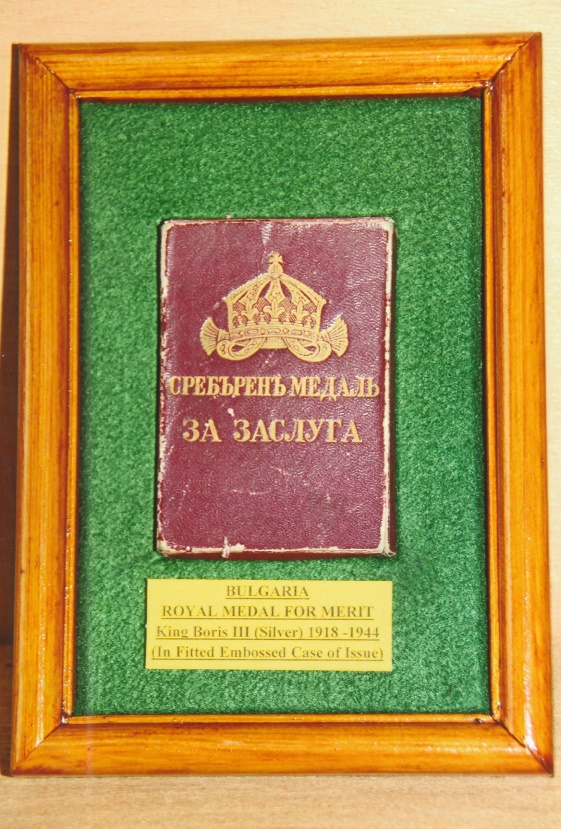 СРЕБЪРЕНЪ МЕДАЛЬ
ЗА ЗАСЛУГА
BULGARIA
ROYAL MEDAL FOR MERIT
King Boris III (Silver) 1918 -1944
(In Fitted Embossed Case of Issue)